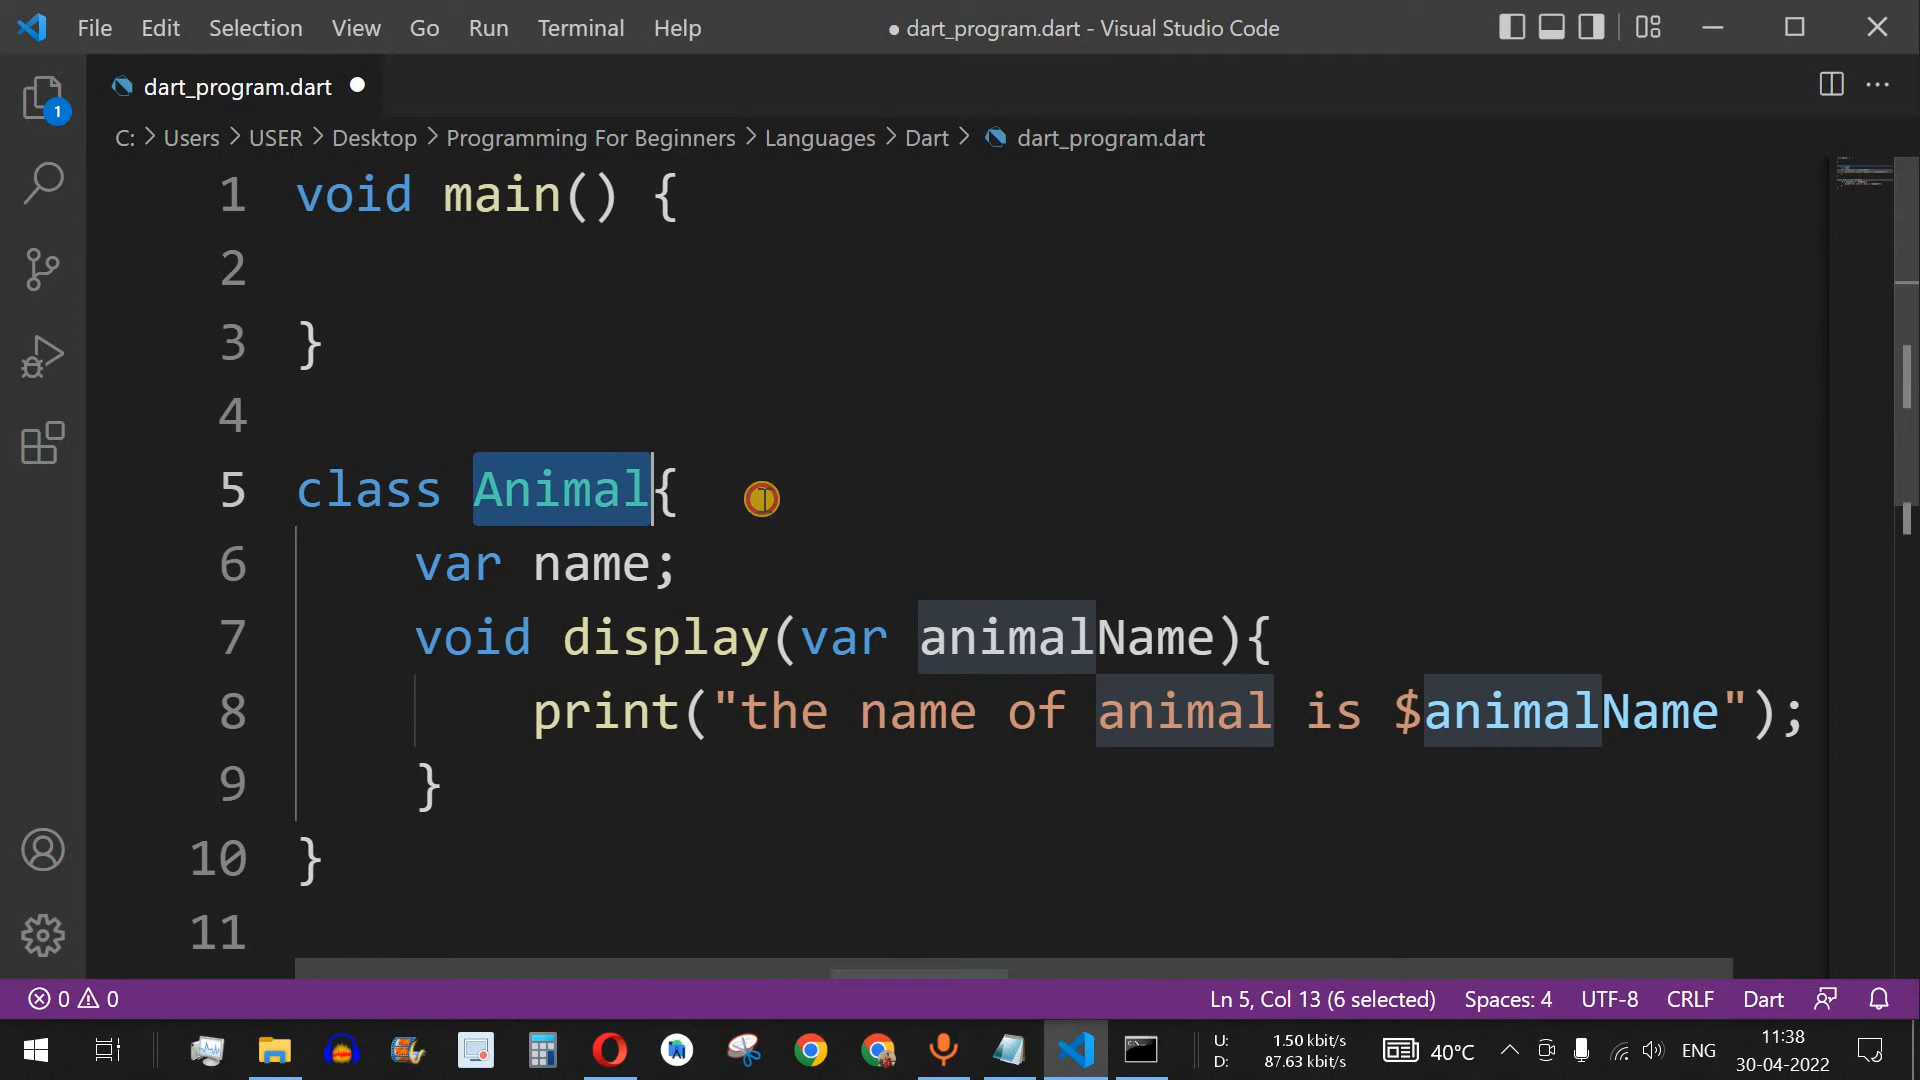 File Edit Selection View Go Run Terminal Help ● dart_program.dart - Visual Studio Code
dart_program.dart
1
C: > Users > USER > Desktop > Programming For Beginners > Languages > Dart > dart_program.dart
1 void main() {
2
3 }
4
5 class Animal{
6 var name;
7 void display(var animalName){
8 print("the name of animal is $animalName");
9 }
10 }
11
0 0 Ln 5, Col 13 (6 selected) Spaces: 4 UTF-8 CRLF Dart
U: 1.50 kbit/s
D: 87.63 kbit/s
40°C
ENG
11:38
30-04-2022